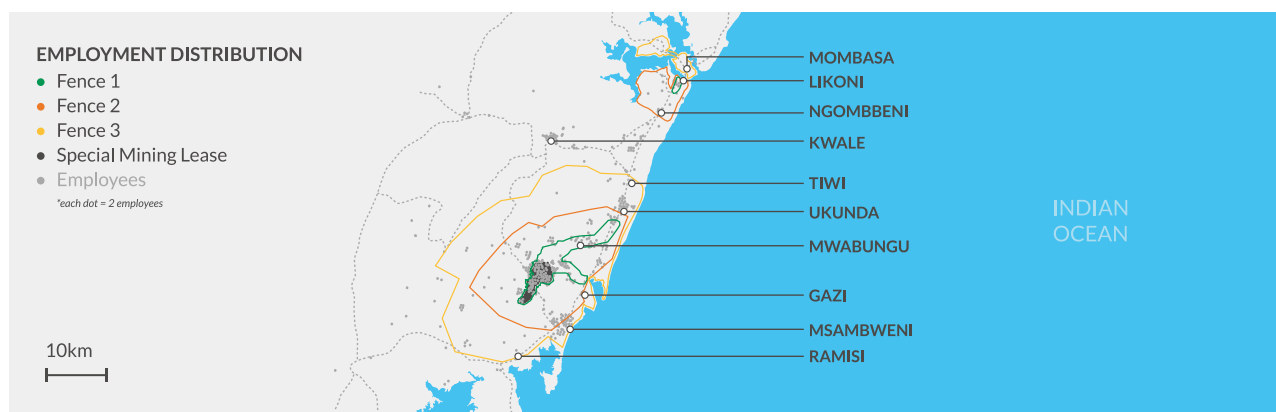 EMPLOYMENT DISTRIBUTION
Fence 1
Fence 2
Fence 3
Special Mining Lease
Employees
*each dot = 2 employees
10km
MOMBASA
LIKONI
NGOMBBENI
KWALE
TIWI
UKUNDA
MWABUNGU
GAZI
MSAMBWENI
RAMISI
INDIAN
OCEAN